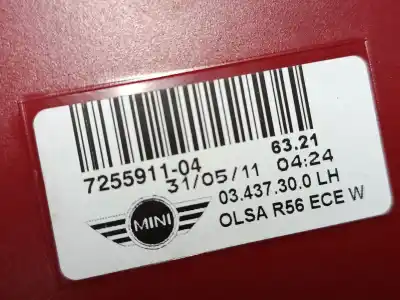 7255911-04 63.21
31/05/11 04:24
03.437.30.0 LH
MINI
OLSA R56 ECE W